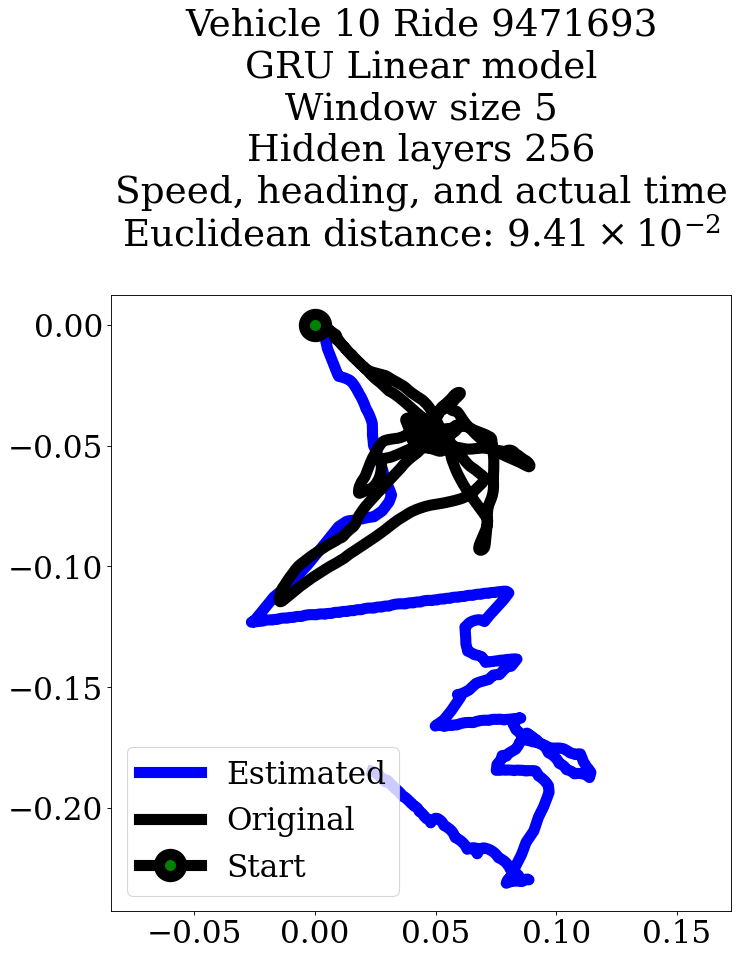 Vehicle 10 Ride 9471693
GRU Linear model
Window size 5
Hidden layers 256
Speed, heading, and actual time
Euclidean distance: 9.41 × 10⁻²
0.00
−0.05
−0.10
−0.15
−0.20
Estimated
Original
Start
−0.05 0.00 0.05 0.10 0.15